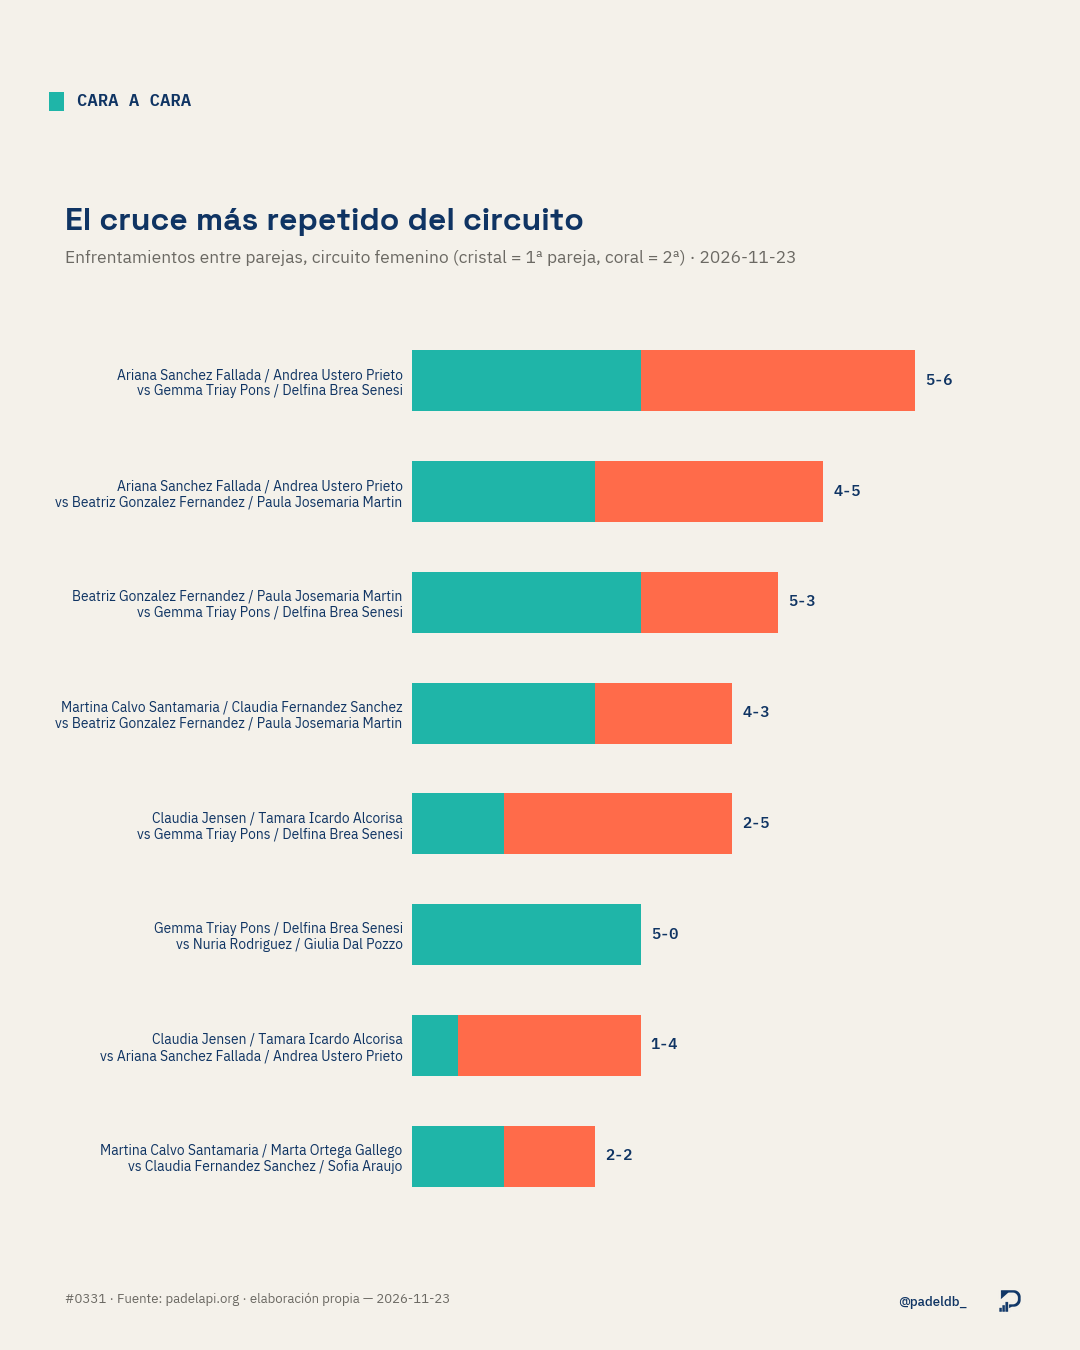 CARA A CARA
El cruce más repetido del circuito
Enfrentamientos entre parejas, circuito femenino (cristal = 1ª pareja, coral = 2ª) · 2026-11-23
Ariana Sanchez Fallada / Andrea Ustero Prieto
vs Gemma Triay Pons / Delfina Brea Senesi
5-6
Ariana Sanchez Fallada / Andrea Ustero Prieto
vs Beatriz Gonzalez Fernandez / Paula Josemaria Martin
4-5
Beatriz Gonzalez Fernandez / Paula Josemaria Martin
vs Gemma Triay Pons / Delfina Brea Senesi
5-3
Martina Calvo Santamaria / Claudia Fernandez Sanchez
vs Beatriz Gonzalez Fernandez / Paula Josemaria Martin
4-3
Claudia Jensen / Tamara Icardo Alcorisa
vs Gemma Triay Pons / Delfina Brea Senesi
2-5
Gemma Triay Pons / Delfina Brea Senesi
vs Nuria Rodriguez / Giulia Dal Pozzo
5-0
Claudia Jensen / Tamara Icardo Alcorisa
vs Ariana Sanchez Fallada / Andrea Ustero Prieto
1-4
Martina Calvo Santamaria / Marta Ortega Gallego
vs Claudia Fernandez Sanchez / Sofia Araujo
2-2
#0331 · Fuente: padelapi.org · elaboración propia — 2026-11-23
@padeldb_